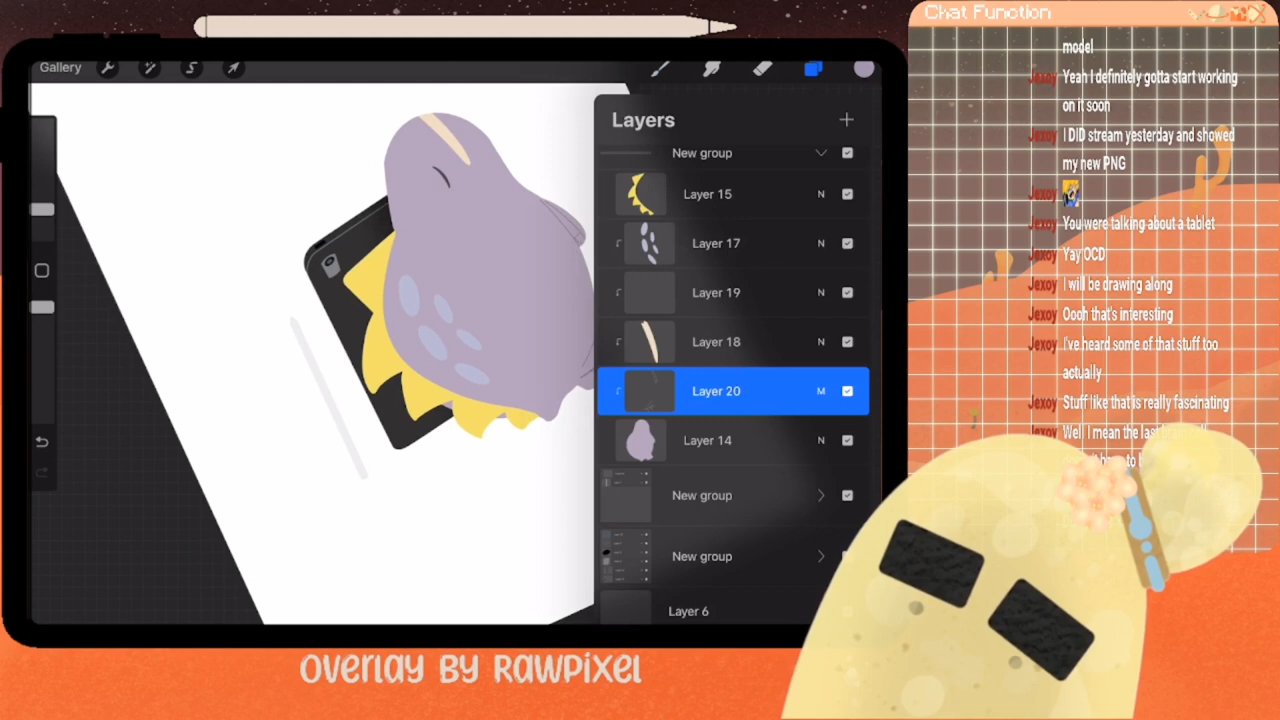 Gallery
Layers
New group
Layer 15
N
Layer 17
N
Layer 19
N
Layer 18
N
Layer 20
M
Layer 14
N
New group
New group
Layer 6
OVERLAY BY RAWPIXEL
Chat Function
model
Jexoy Yeah I definitely gotta start working
on it soon
Jexoy I DID stream yesterday and showed
my new PNG
Jexoy
Jexoy You were talking about a tablet
Jexoy Yay OCD
Jexoy I will be drawing along
Jexoy Oooh that's interesting
Jexoy I've heard some of that stuff too
actually
Jexoy Stuff like that is really fascinating
Jexoy Well I mean the
to